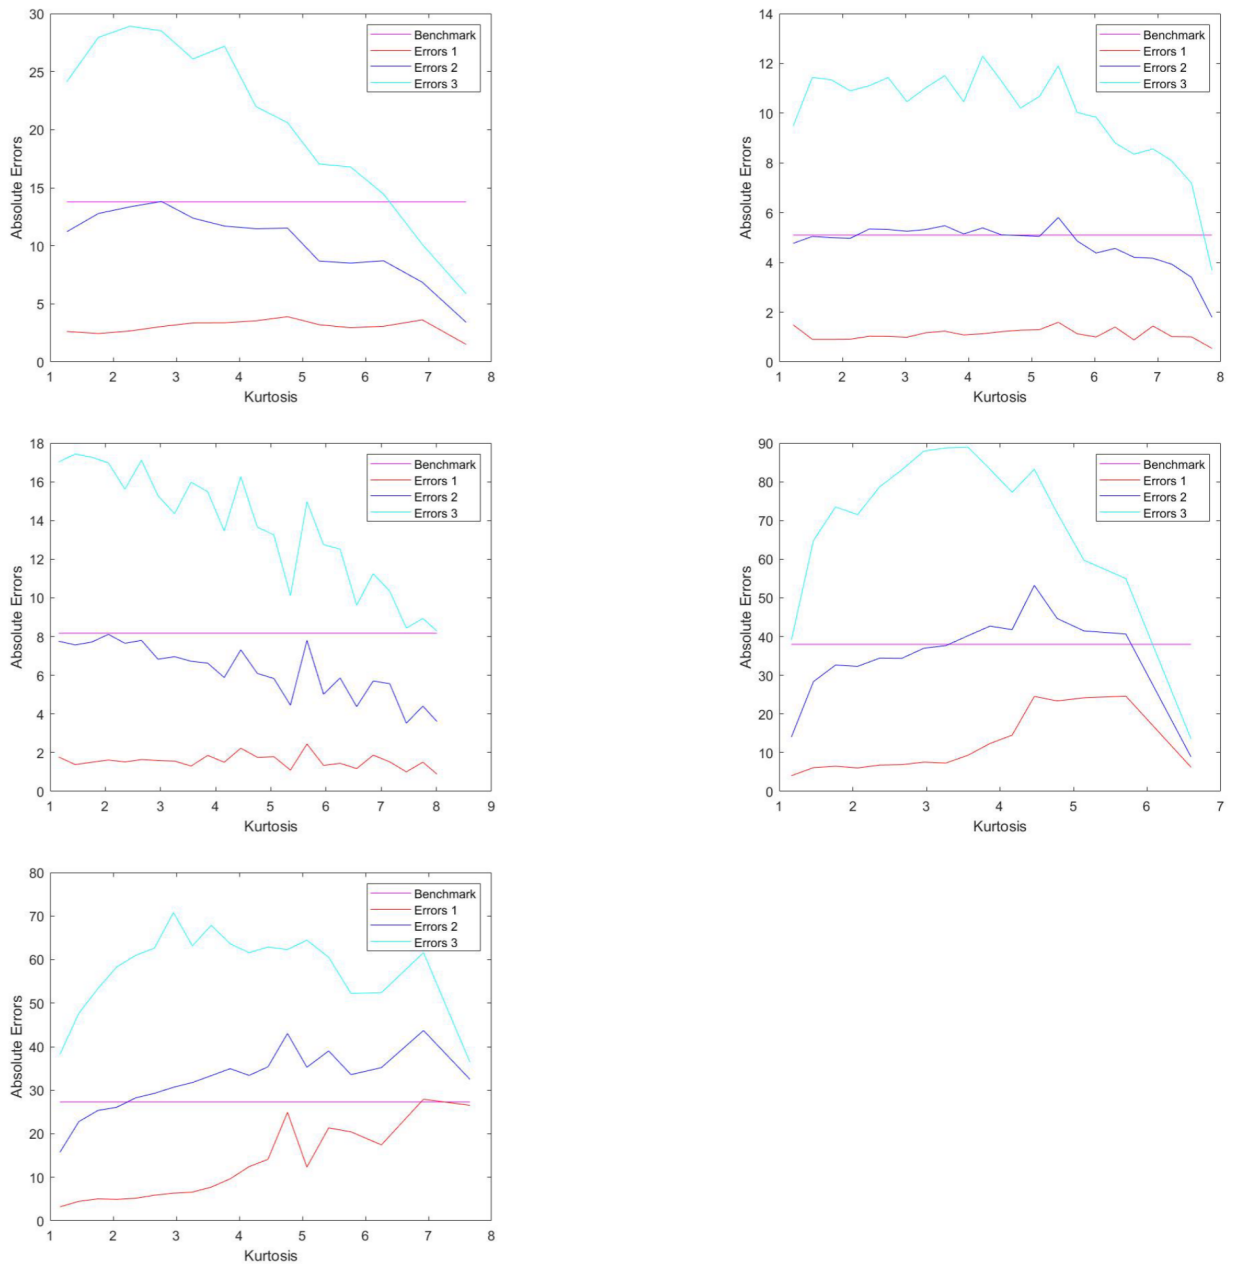 30
25
20
15
10
5
0
Absolute Errors
1 2 3 4 5 6 7 8
Kurtosis
Benchmark
Errors 1
Errors 2
Errors 3
14
12
10
8
6
4
2
0
Absolute Errors
1 2 3 4 5 6 7 8
Kurtosis
Benchmark
Errors 1
Errors 2
Errors 3
18
16
14
12
10
8
6
4
2
0
Absolute Errors
1 2 3 4 5 6 7 8 9
Kurtosis
Benchmark
Errors 1
Errors 2
Errors 3
90
80
70
60
50
40
30
20
10
0
Absolute Errors
1 2 3 4 5 6 7
Kurtosis
Benchmark
Errors 1
Errors 2
Errors 3
80
70
60
50
40
30
20
10
0
Absolute Errors
1 2 3 4 5 6 7 8
Kurtosis
Benchmark
Errors 1
Errors 2
Errors 3